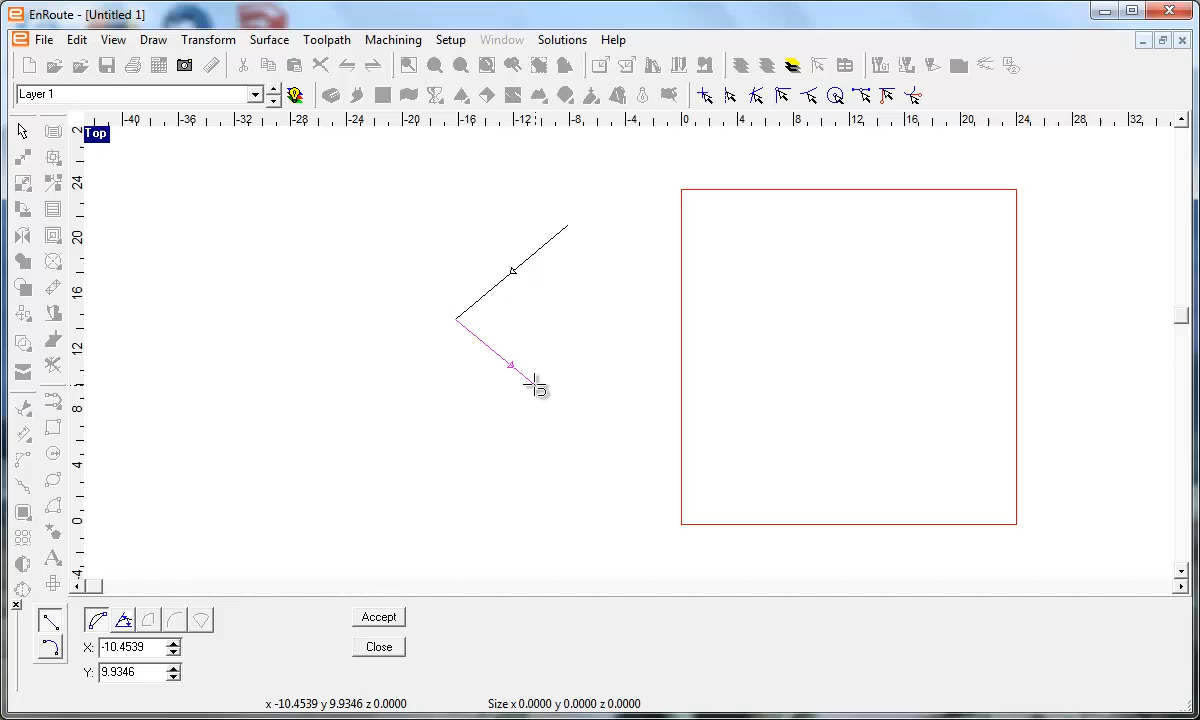 EnRoute - [Untitled 1]
File Edit View Draw Transform Surface Toolpath Machining Setup Window Solutions Help
Layer 1
-40 -36 -32 -28 -24 -20 -16 -12 -8 -4 0 4 8 12 16 20 24 28 32
Top
2
24
20
16
12
8
4
0
-4
Accept
X: -10.4539
Close
Y: 9.9346
x -10.4539 y 9.9346 z 0.0000
Size x 0.0000 y 0.0000 z 0.0000